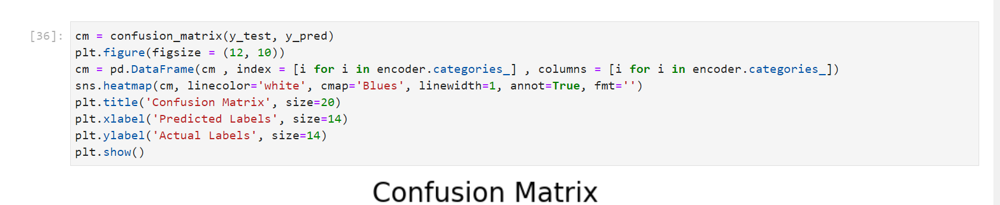 [36]: cm = confusion_matrix(y_test, y_pred)
plt.figure(figsize = (12, 10))
cm = pd.DataFrame(cm , index = [i for i in encoder.categories_] , columns = [i for i in encoder.categories_])
sns.heatmap(cm, linecolor='white', cmap='Blues', linewidth=1, annot=True, fmt='')
plt.title('Confusion Matrix', size=20)
plt.xlabel('Predicted Labels', size=14)
plt.ylabel('Actual Labels', size=14)
plt.show()
Confusion Matrix